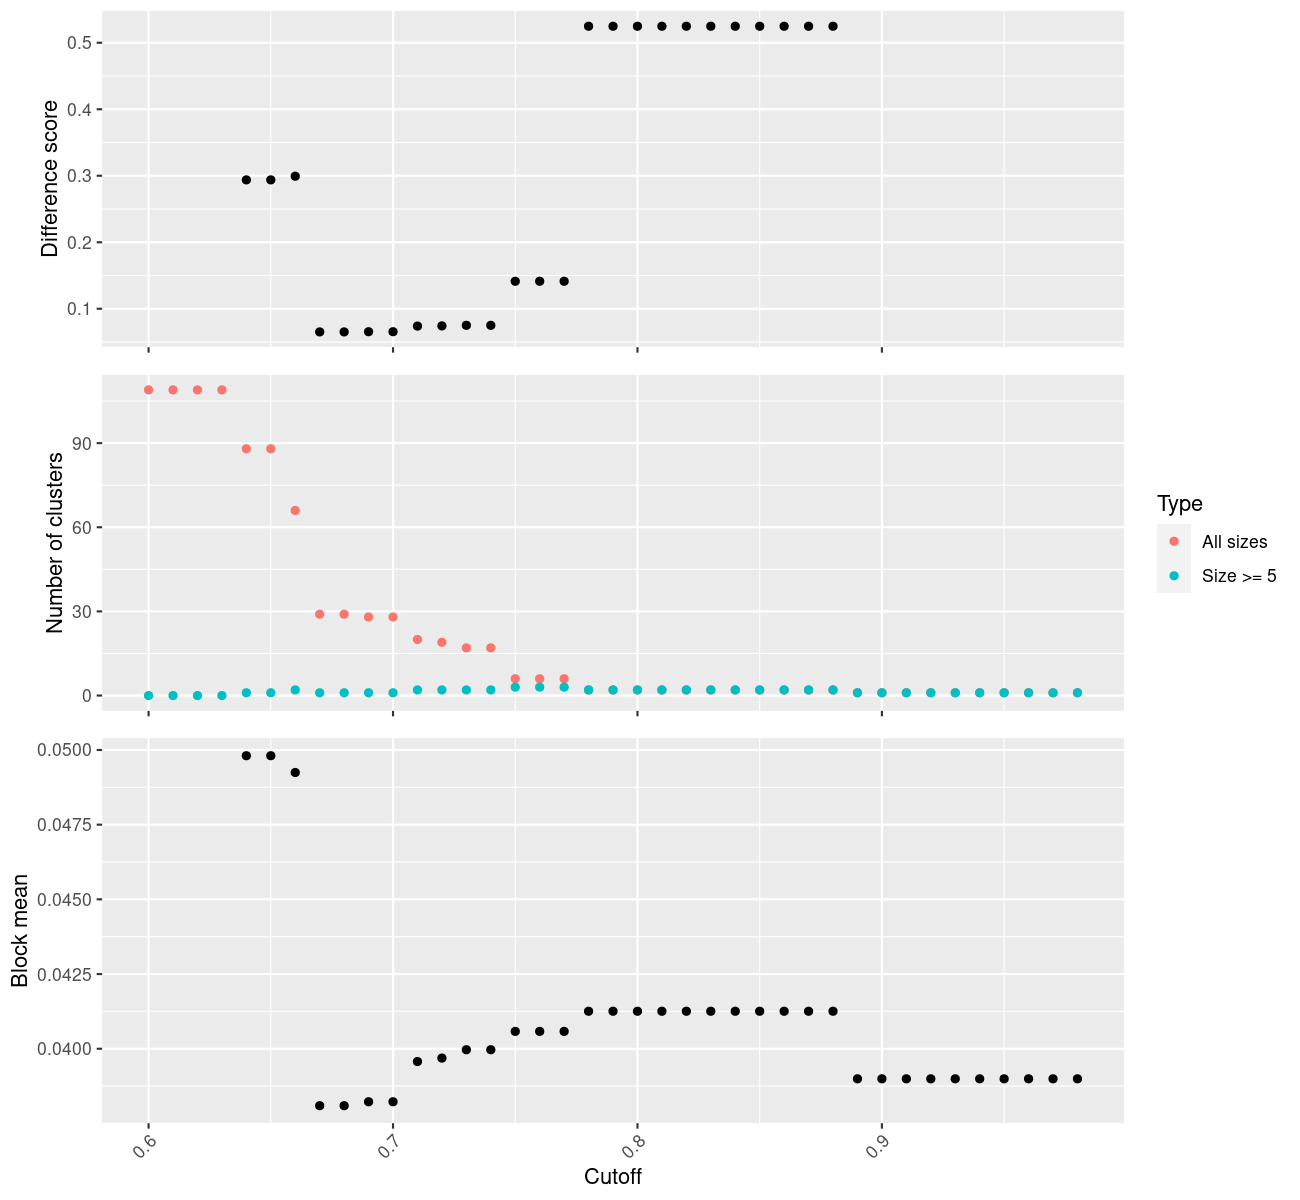 Difference score
0.5
0.4
0.3
0.2
0.1
Number of clusters
90
60
30
0
Type
All sizes
Size >= 5
Block mean
0.0500
0.0475
0.0450
0.0425
0.0400
0.6
0.7
0.8
0.9
Cutoff